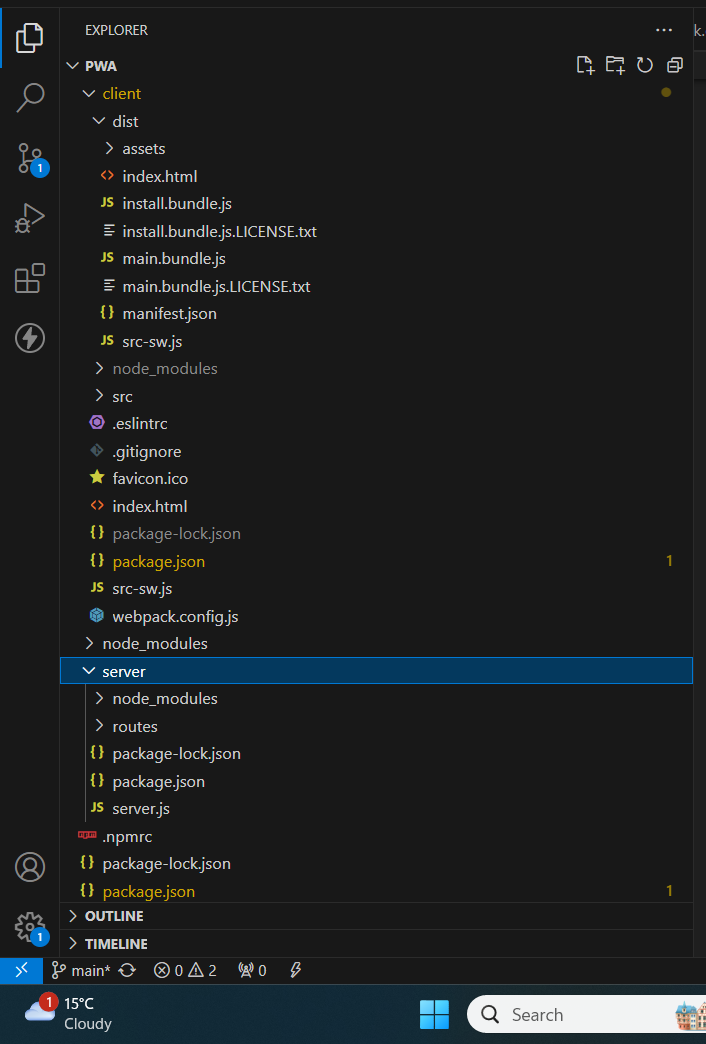 EXPLORER
k.
PWA
client
dist
assets
index.html
JS install.bundle.js
install.bundle.js.LICENSE.txt
JS main.bundle.js
main.bundle.js.LICENSE.txt
{} manifest.json
JS src-sw.js
node_modules
src
.eslintrc
.gitignore
favicon.ico
index.html
{} package-lock.json
{} package.json 1
JS src-sw.js
webpack.config.js
node_modules
server
node_modules
routes
{} package-lock.json
{} package.json
JS server.js
npm .npmrc
{} package-lock.json
{} package.json 1
OUTLINE
TIMELINE
1
1
main* 0 2 0
1 15°C
Cloudy
Search